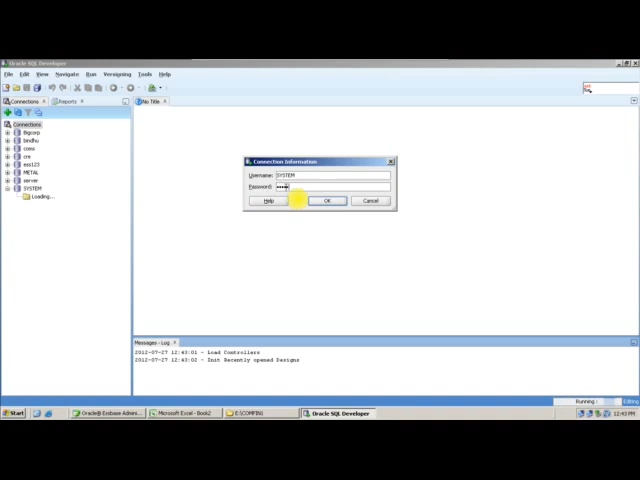 Oracle SQL Developer
File Edit View Navigate Run Versioning Tools Help
Connections Reports
No Title
Connections
Bigcorp
bindhu
ccms
cre
ess123
METAL
server
SYSTEM
Loading...
Connection Information
Username: SYSTEM
Password:
Help OK Cancel
Messages - Log
2012-07-27 12:43:01 - Load Controllers
2012-07-27 12:43:02 - Init Recently opened Designs
Running : Editing
Start Oracle® Essbase Admini... Microsoft Excel - Book2 E:\COMFIN\ Oracle SQL Developer 12:43 PM